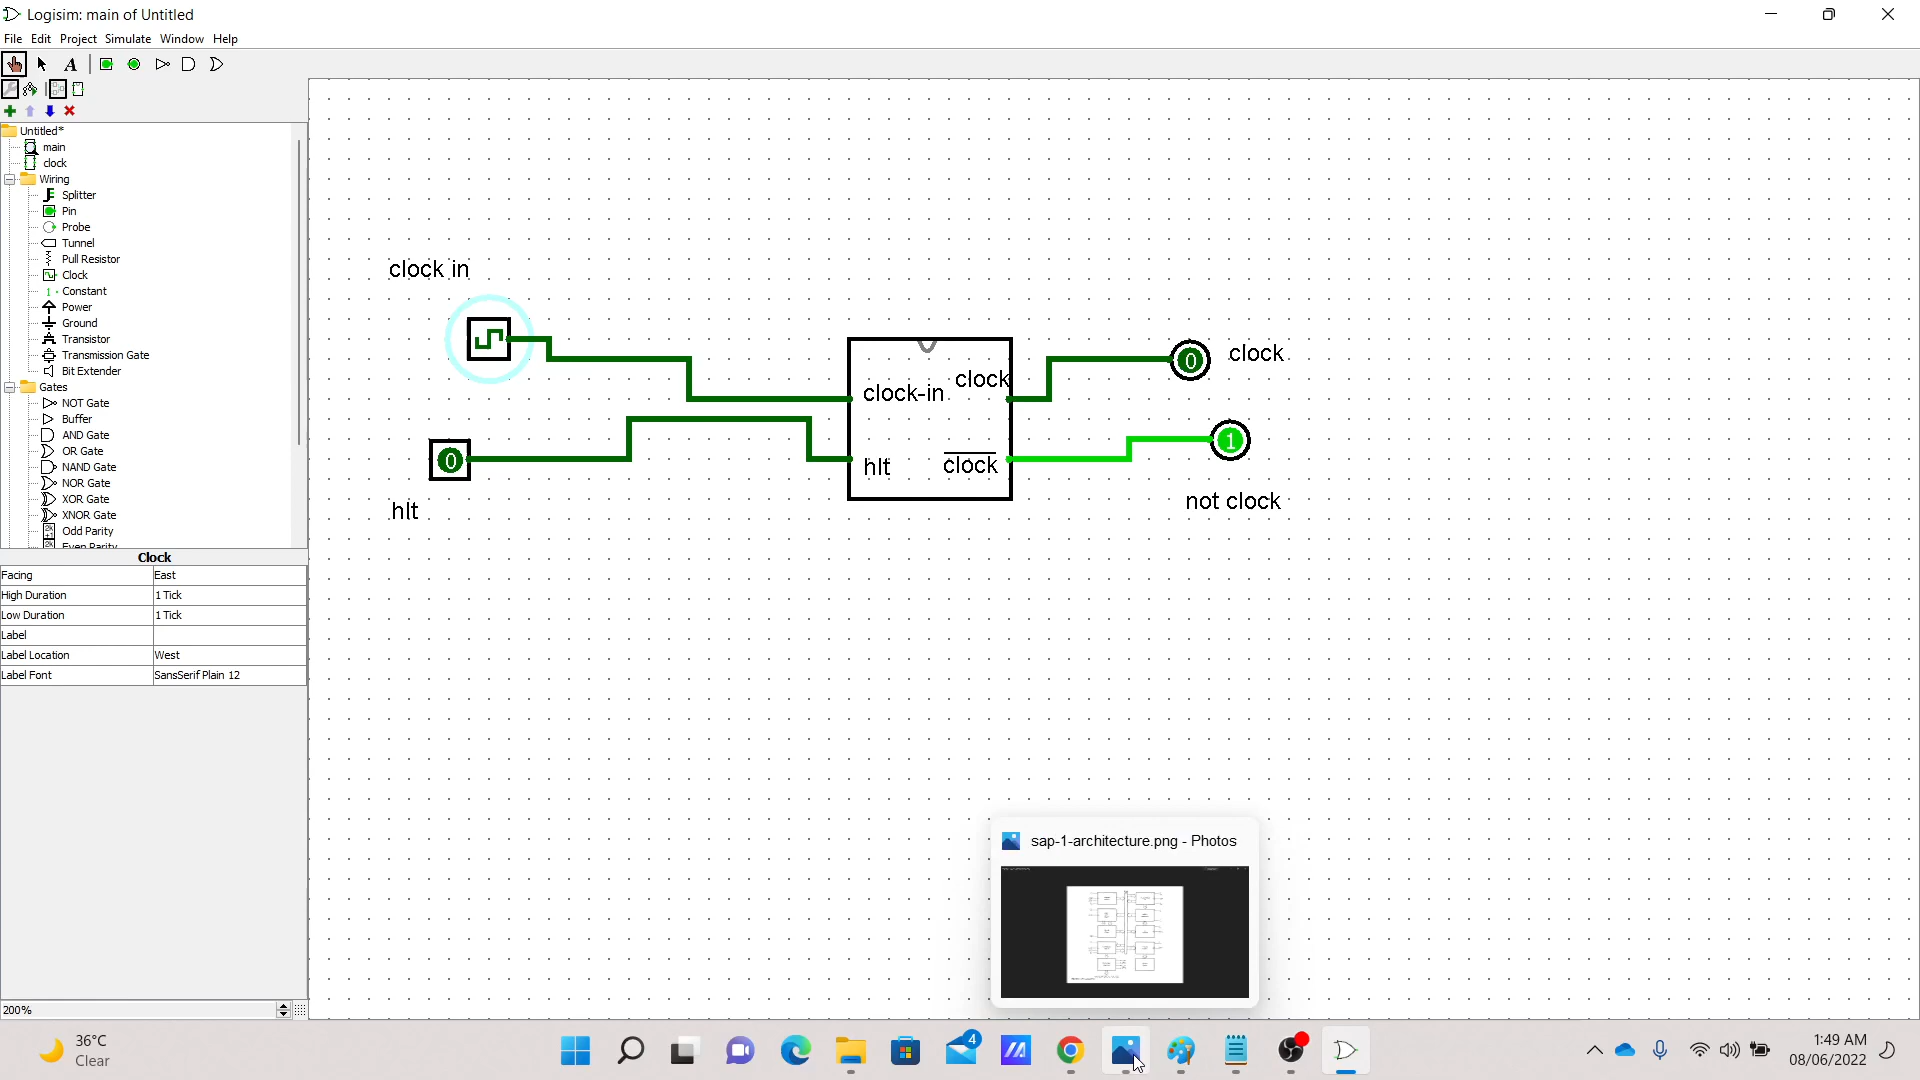 Logisim: main of Untitled
File Edit Project Simulate Window Help
A
Untitled*
main
clock
Wiring
Splitter
Pin
Probe
Tunnel
Pull Resistor
Clock
Constant
Power
Ground
Transistor
Transmission Gate
Bit Extender
Gates
NOT Gate
Buffer
AND Gate
OR Gate
NAND Gate
NOR Gate
XOR Gate
XNOR Gate
Odd Parity
Even Parity
Clock
Facing East
High Duration 1 Tick
Low Duration 1 Tick
Label
Label Location West
Label Font SansSerif Plain 12
200%
clock in
clock-in clock
0 clock
0
hlt clock
1
hlt
not clock
sap-1-architecture.png - Photos
36°C
Clear
4
1:49 AM
08/06/2022